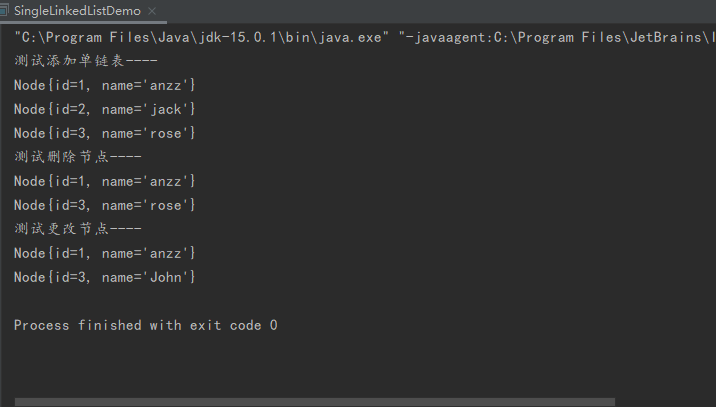 SingleLinkedListDemo
"C:\Program Files\Java\jdk-15.0.1\bin\java.exe" "-javaagent:C:\Program Files\JetBrains\
测试添加单链表----
Node{id=1, name='anzz'}
Node{id=2, name='jack'}
Node{id=3, name='rose'}
测试删除节点----
Node{id=1, name='anzz'}
Node{id=3, name='rose'}
测试更改节点----
Node{id=1, name='anzz'}
Node{id=3, name='John'}
Process finished with exit code 0